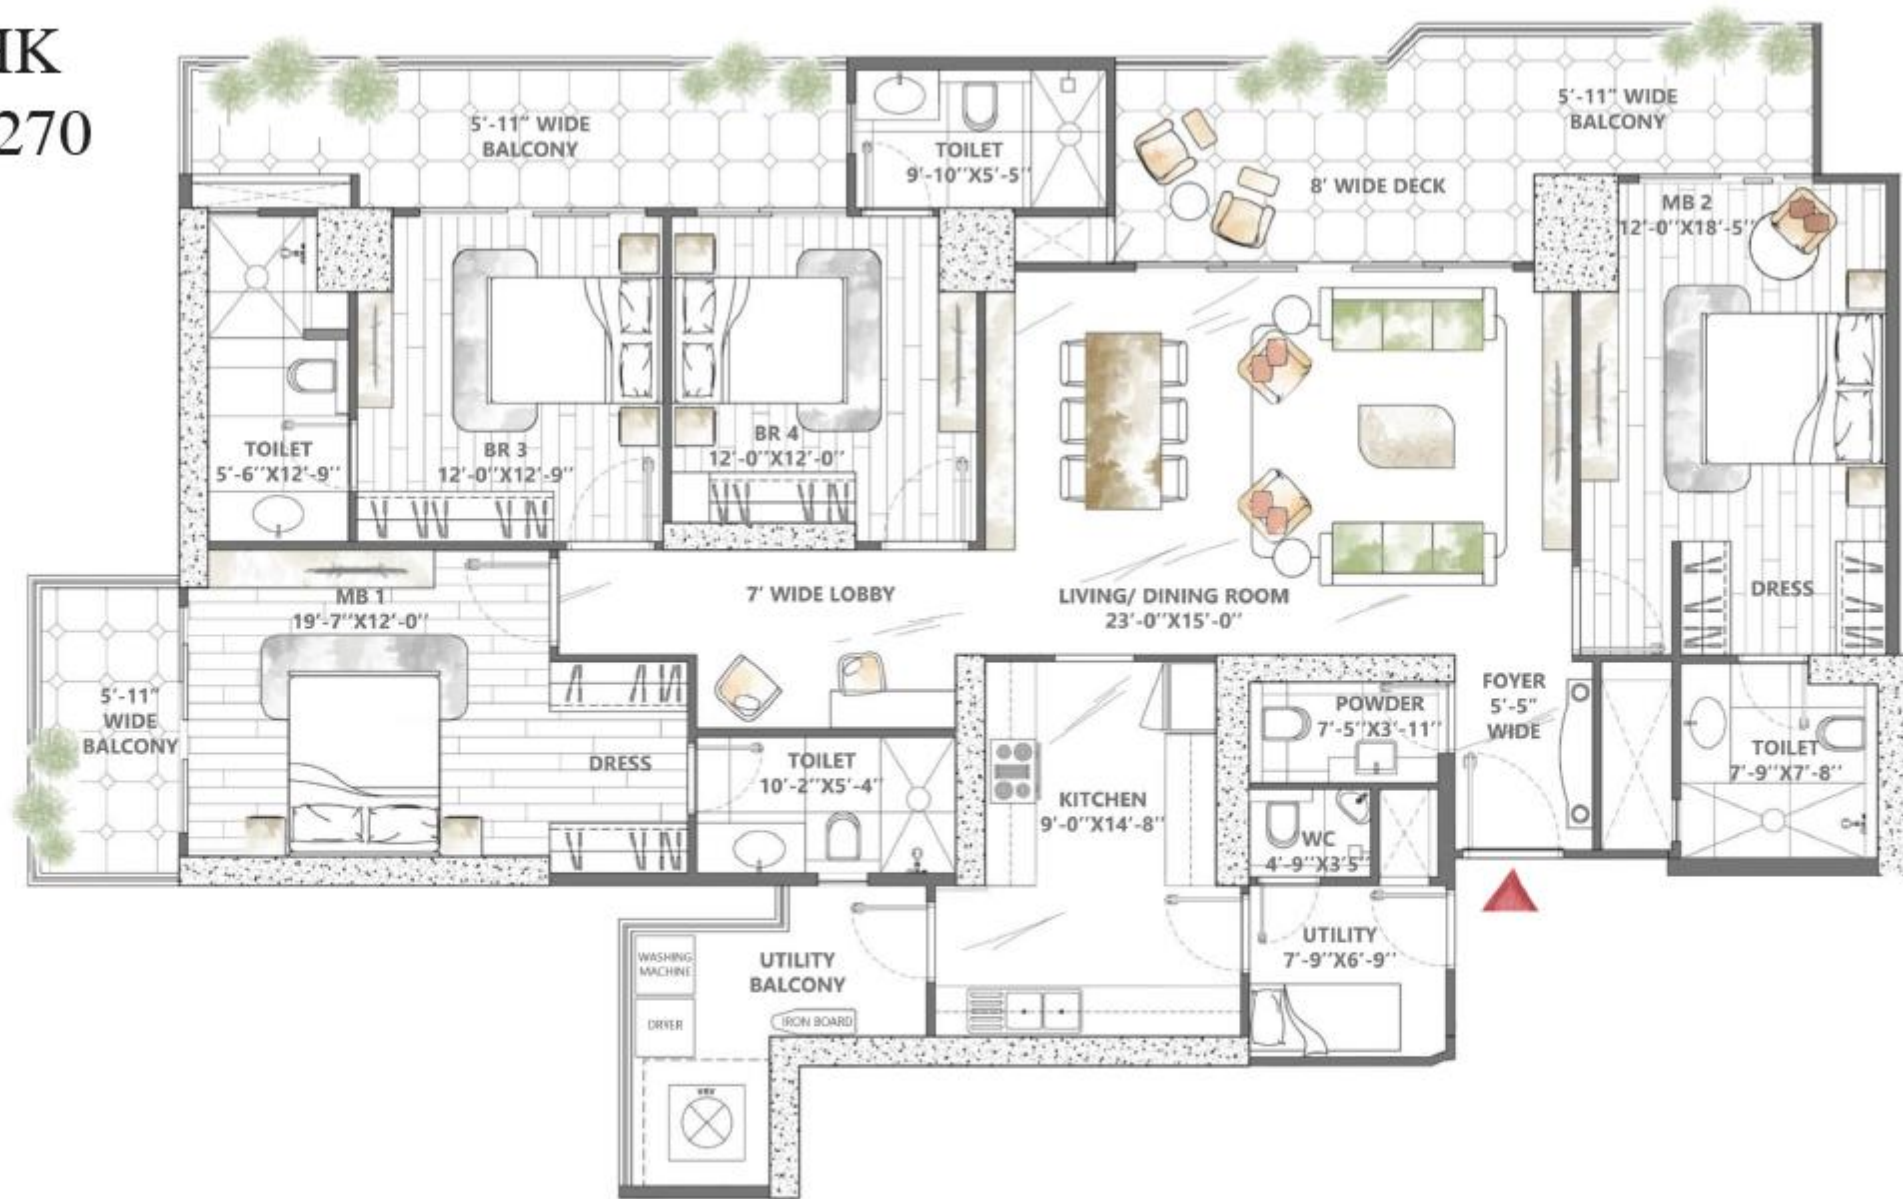 HK
270
5'-11" WIDE
BALCONY
TOILET
9'-10"X5'-5"
5'-11" WIDE
BALCONY
8' WIDE DECK
MB 2
12'-0"X18'-5"
TOILET
5'-6"X12'-9"
BR 3
12'-0"X12'-9"
BR 4
12'-0"X12'-0"
MB 1
19'-7"X12'-0"
7' WIDE LOBBY
LIVING/ DINING ROOM
23'-0"X15'-0"
DRESS
5'-11"
WIDE
BALCONY
DRESS
TOILET
10'-2"X5'-4"
KITCHEN
9'-0"X14'-8"
POWDER
7'-5"X3'-11"
FOYER
5'-5"
WIDE
TOILET
7'-9"X7'-8"
WC
4'-9"X3'5"
UTILITY
7'-9"X6'-9"
UTILITY
BALCONY
WASHING
MACHINE
DRYER
IRON BOARD
VRV